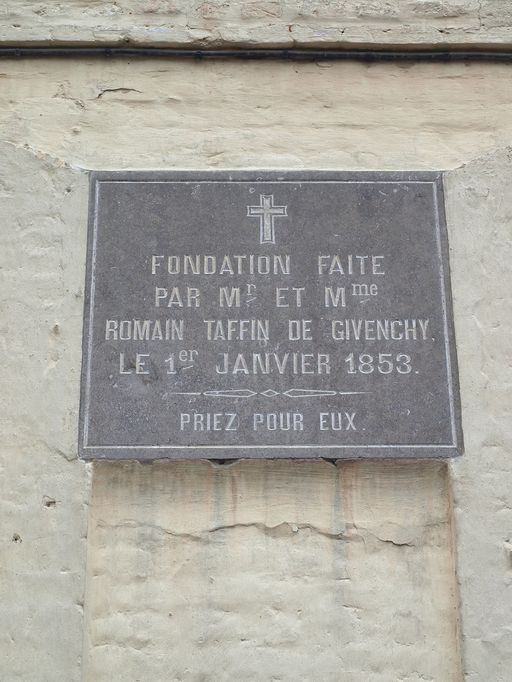 FONDATION FAITE
PAR Mr ET Mme
ROMAIN TAFFIN DE GIVENCHY,
LE 1er JANVIER 1853.
PRIEZ POUR EUX.